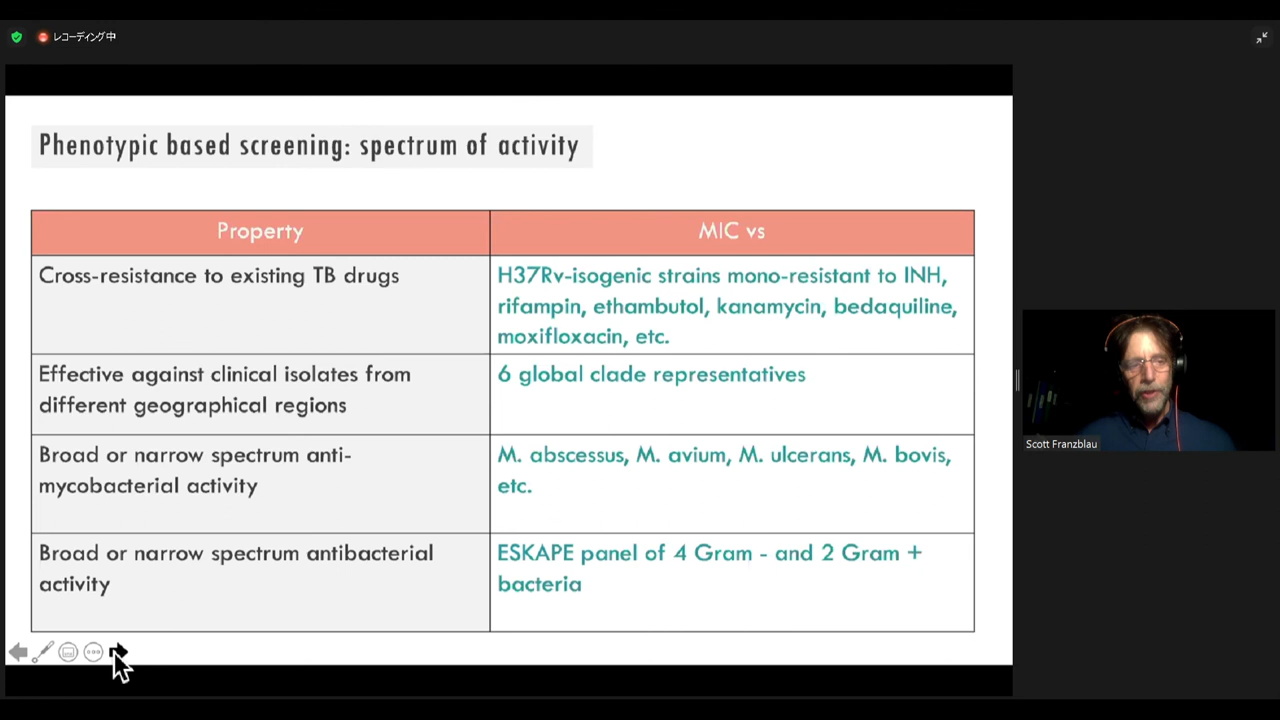 レコーディング中
Phenotypic based screening: spectrum of activity
Property
MIC vs
Cross-resistance to existing TB drugs
H37Rv-isogenic strains mono-resistant to INH,
rifampin, ethambutol, kanamycin, bedaquiline,
moxifloxacin, etc.
Effective against clinical isolates from
different geographical regions
6 global clade representatives
Broad or narrow spectrum anti-
mycobacterial activity
M. abscessus, M. avium, M. ulcerans, M. bovis,
etc.
Broad or narrow spectrum antibacterial
activity
ESKAPE panel of 4 Gram - and 2 Gram +
bacteria
Scott Franzblau